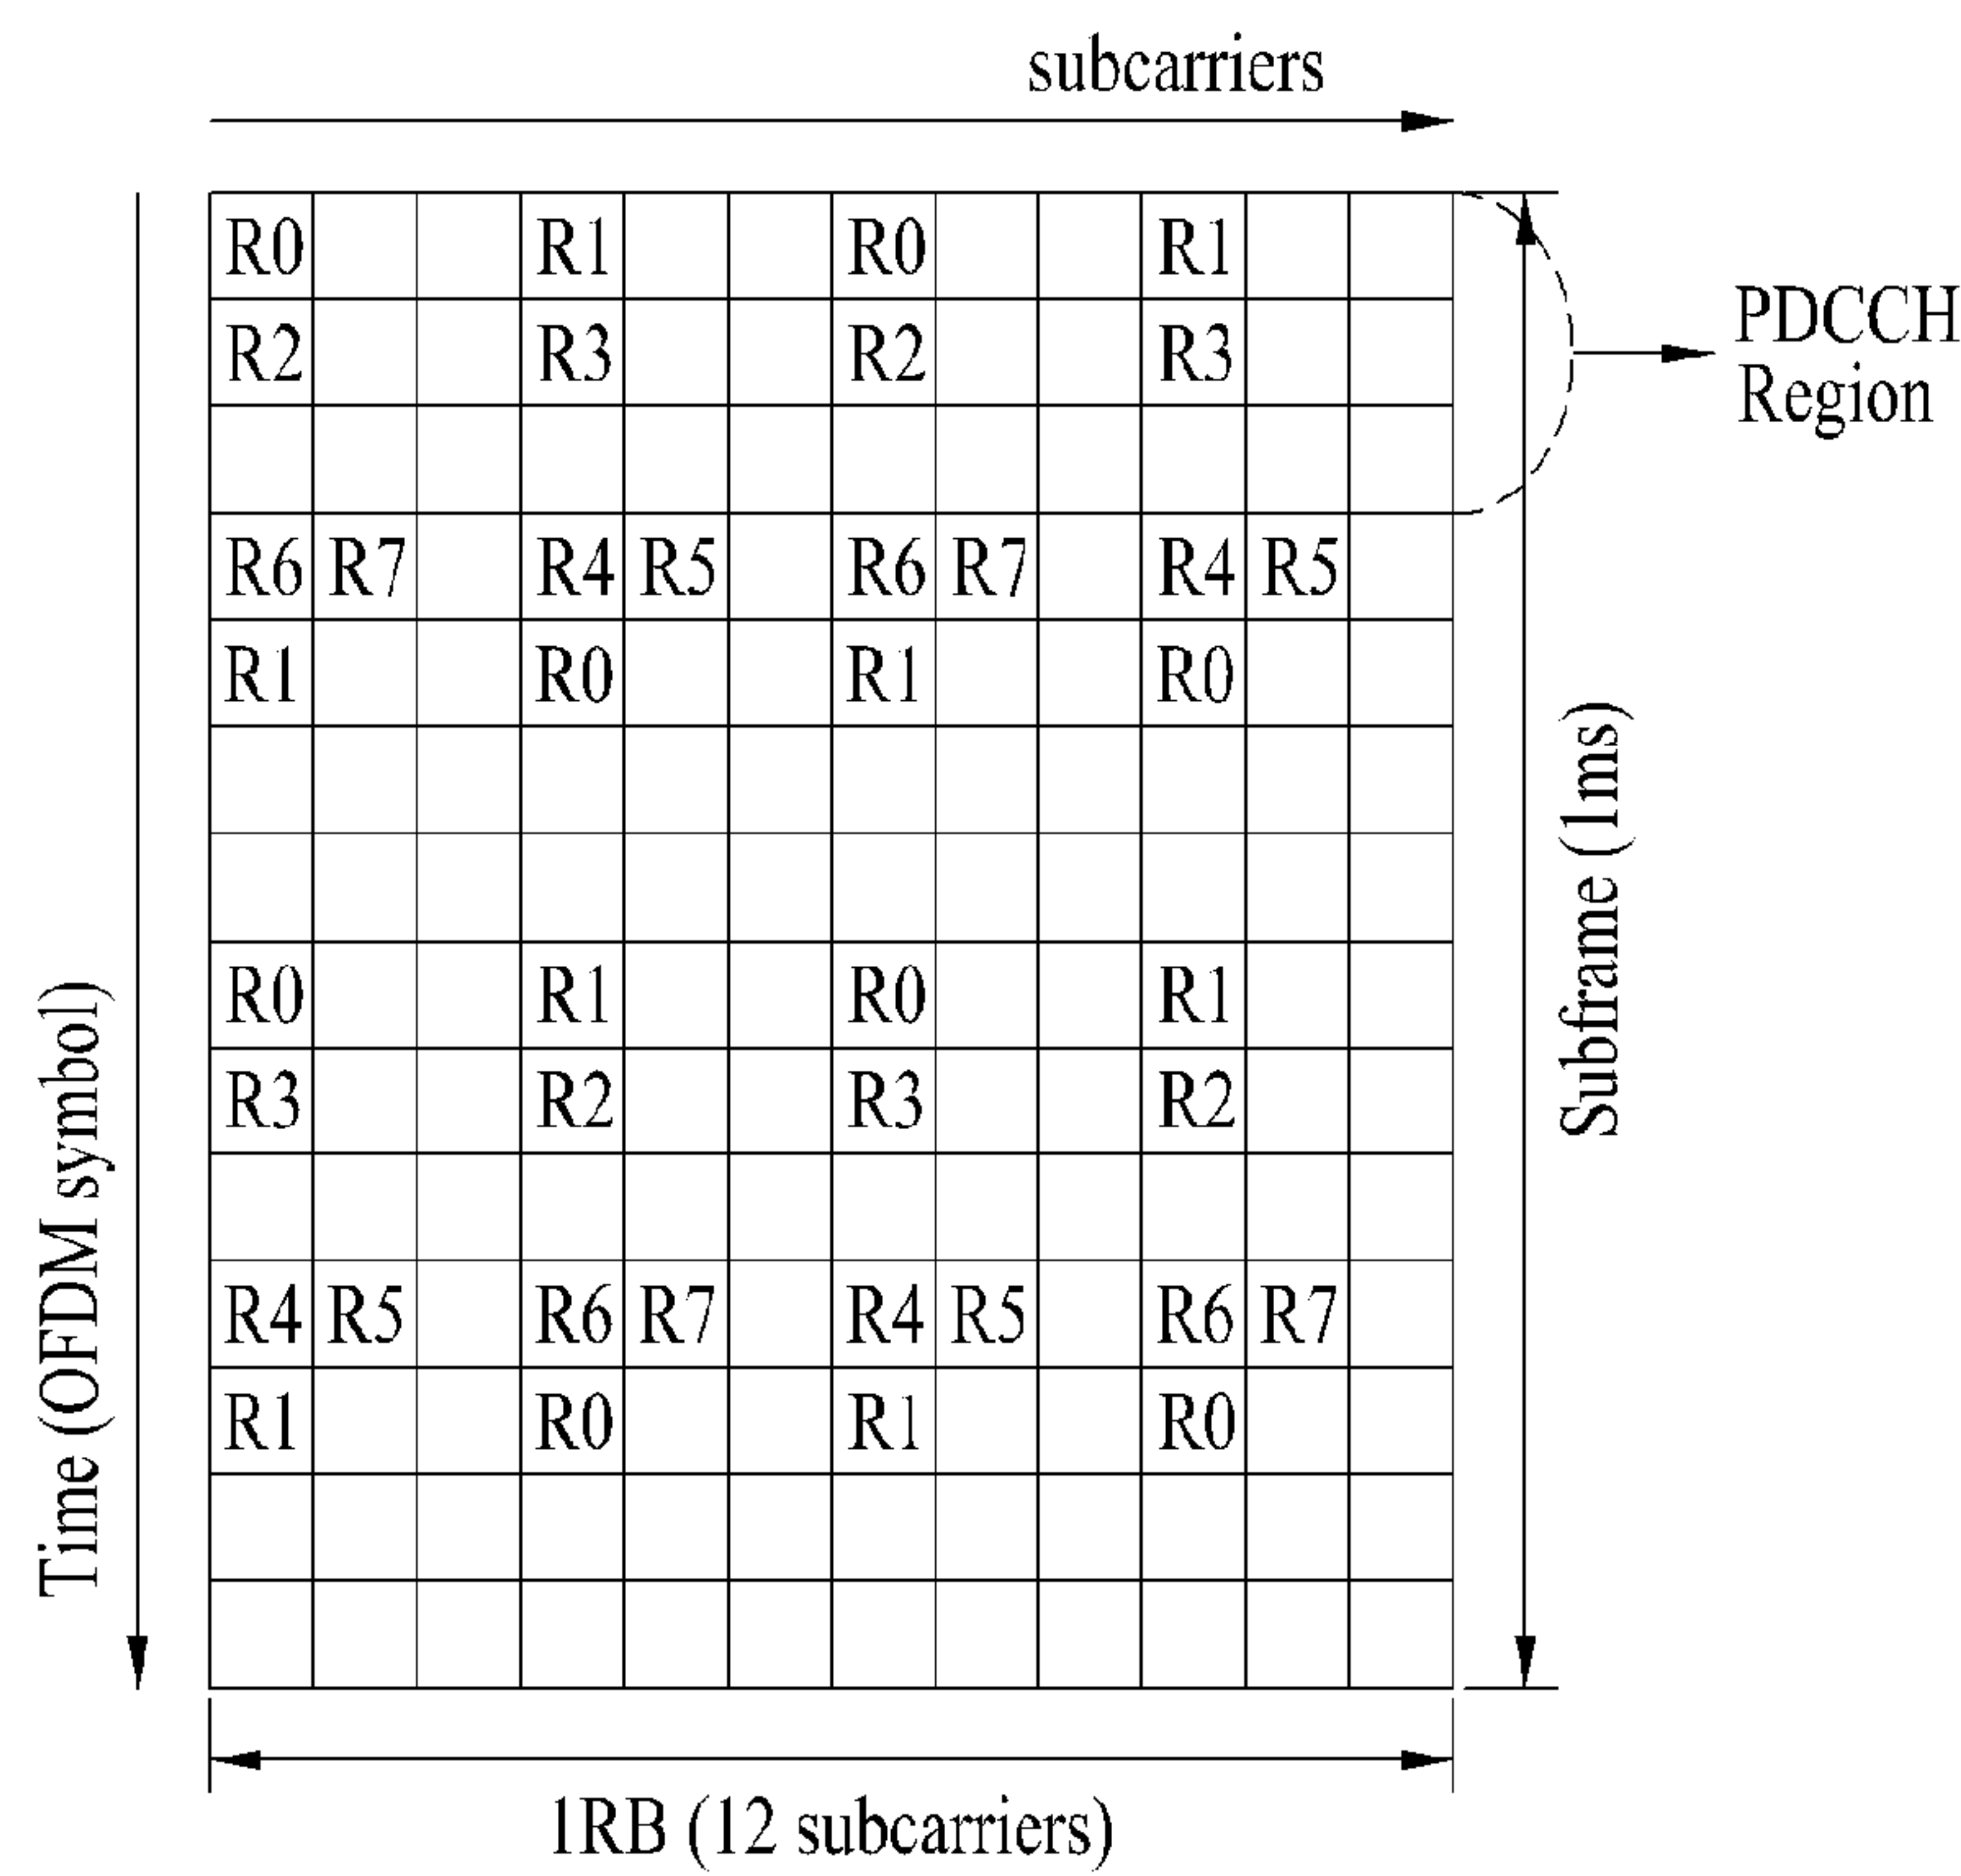 subcarriers
R0 R1 R0 R1
R2 R3 R2 R3
PDCCH
Region
R6 R7 R4 R5 R6 R7 R4 R5
R1 R0 R1 R0
R0 R1 R0 R1
R3 R2 R3 R2
R4 R5 R6 R7 R4 R5 R6 R7
R1 R0 R1 R0
Time (OFDM symbol)
Subframe (1ms)
1RB (12 subcarriers)